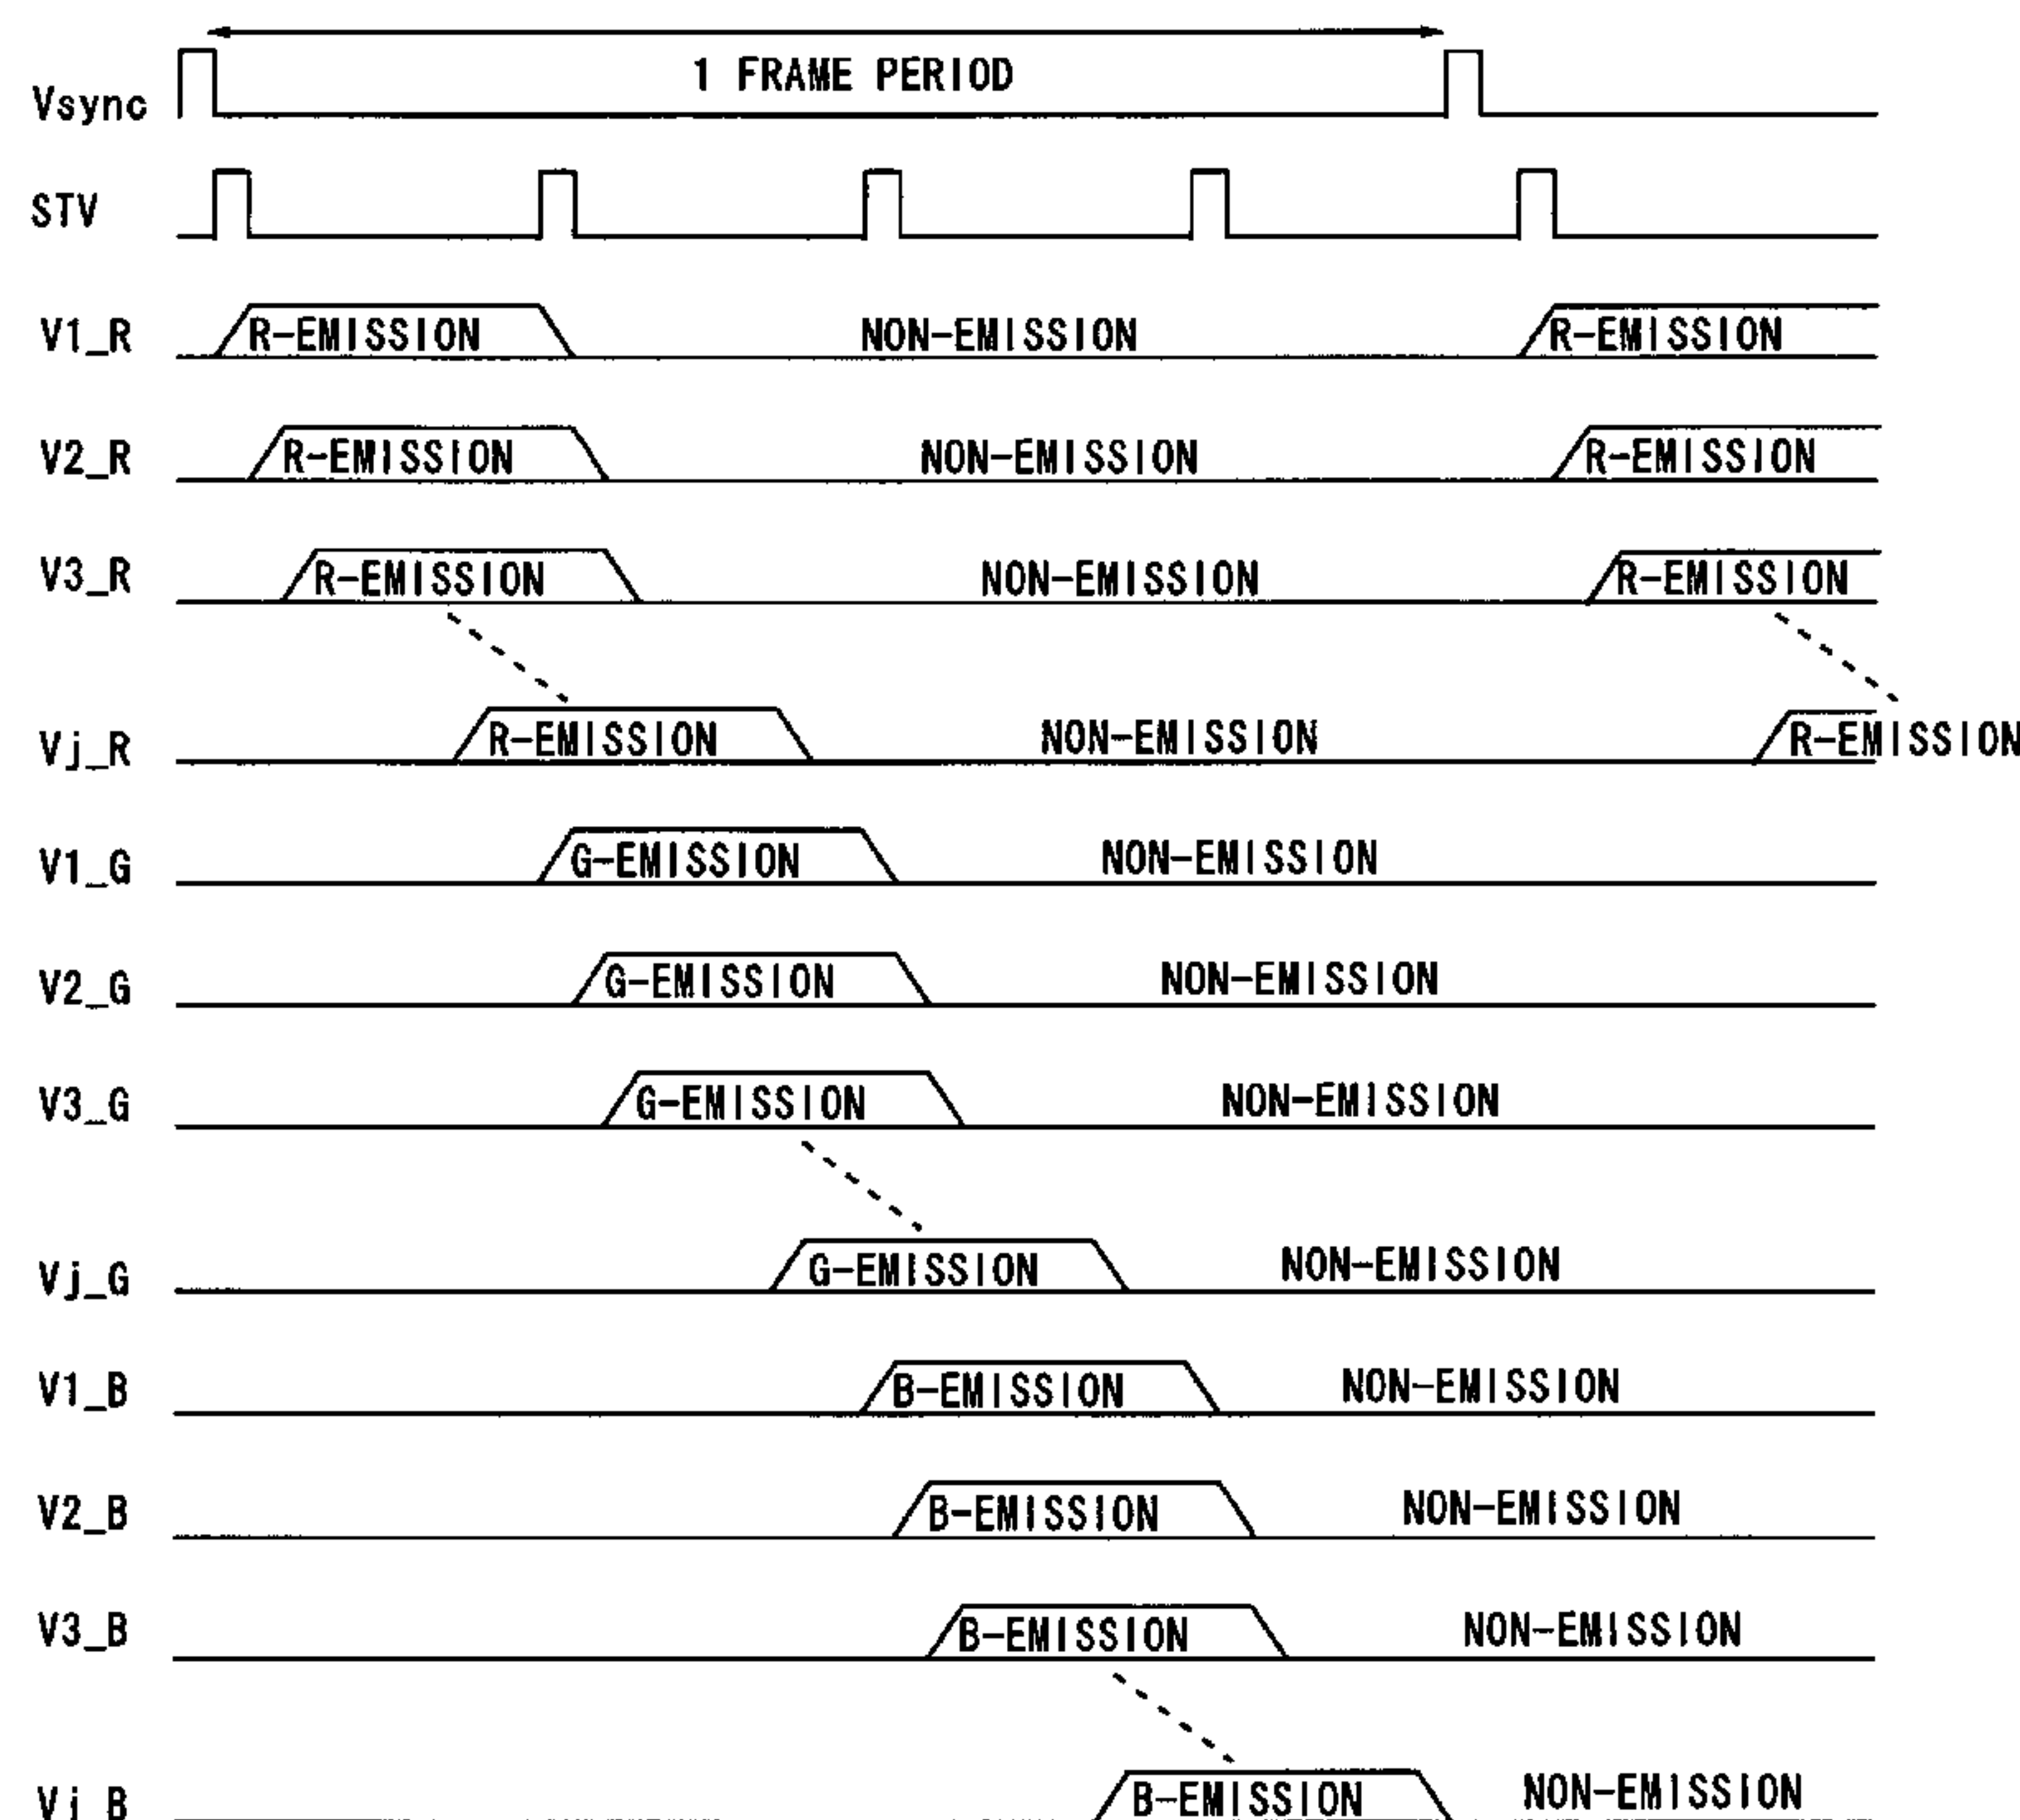 1 FRAME PERIOD
Vsync
STV
V1_R R-EMISSION NON-EMISSION R-EMISSION
V2_R R-EMISSION NON-EMISSION R-EMISSION
V3_R R-EMISSION NON-EMISSION R-EMISSION
Vj_R R-EMISSION NON-EMISSION R-EMISSION
V1_G G-EMISSION NON-EMISSION
V2_G G-EMISSION NON-EMISSION
V3_G G-EMISSION NON-EMISSION
Vj_G G-EMISSION NON-EMISSION
V1_B B-EMISSION NON-EMISSION
V2_B B-EMISSION NON-EMISSION
V3_B B-EMISSION NON-EMISSION
Vj_B B-EMISSION NON-EMISSION